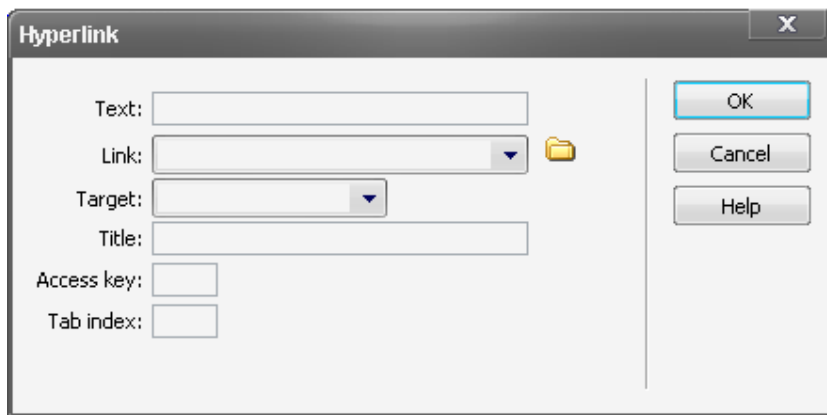 Hyperlink
X
Text:
OK
Link:
Cancel
Target:
Help
Title:
Access key:
Tab index: